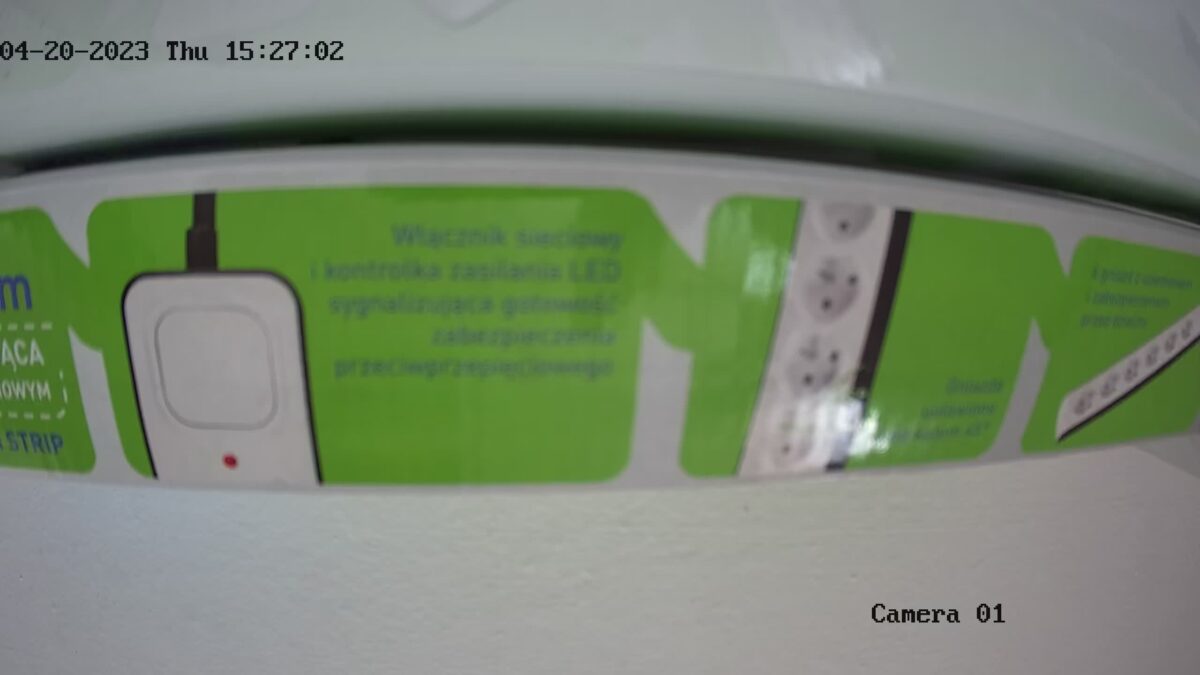 04-20-2023 Thu 15:27:02
m
ĄCA
OWYM
STRIP
Włącznik sieciowy
i kontrolka zasilania LED
sygnalizująca gotowość
zabezpieczenia
przeciwprzepięciowego
Gniazda
Camera 01